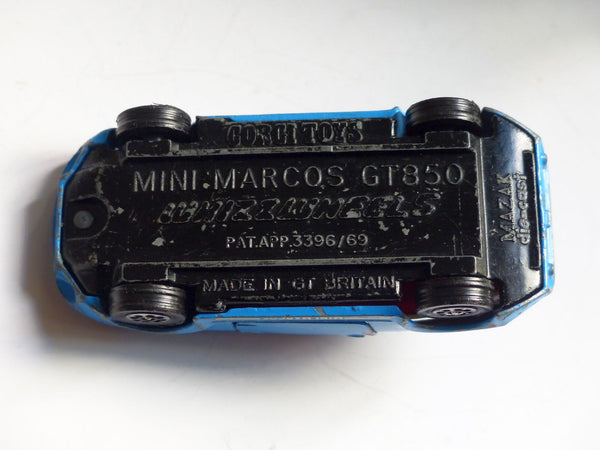 CORGI TOYS
MINI MARCOS GT850
WHIZZWHEELS
PAT.APP.3396/69
MADE IN GT BRITAIN
MAZAK
die-cast